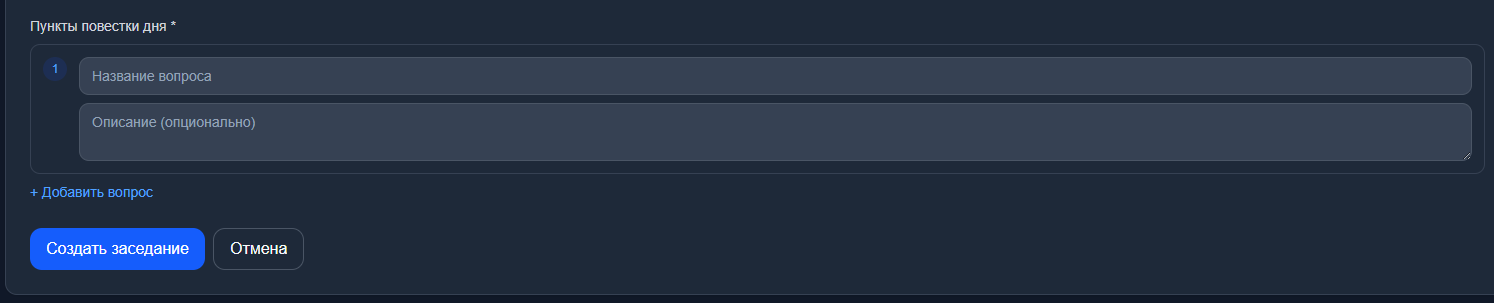 Пункты повестки дня *
1
Название вопроса
Описание (опционально)
+ Добавить вопрос
Создать заседание
Отмена